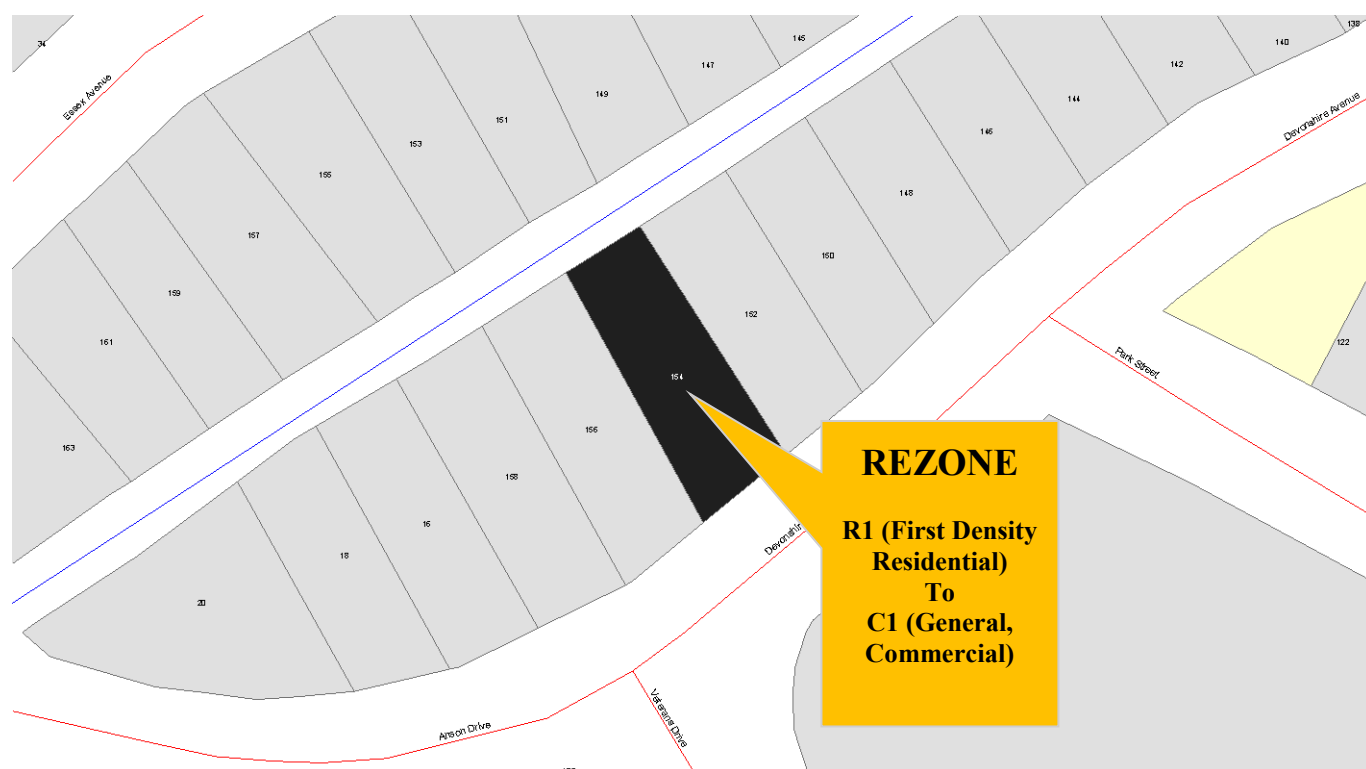 34
Essex Avenue
145
147
149
151
153
155
157
159
161
163
138
140
142
144
146
148
150
152
154
156
158
16
18
20
122
Devonshire Avenue
Park Street
REZONE
R1 (First Density
Residential)
To
C1 (General,
Commercial)
Anson Drive
Veterans Drive